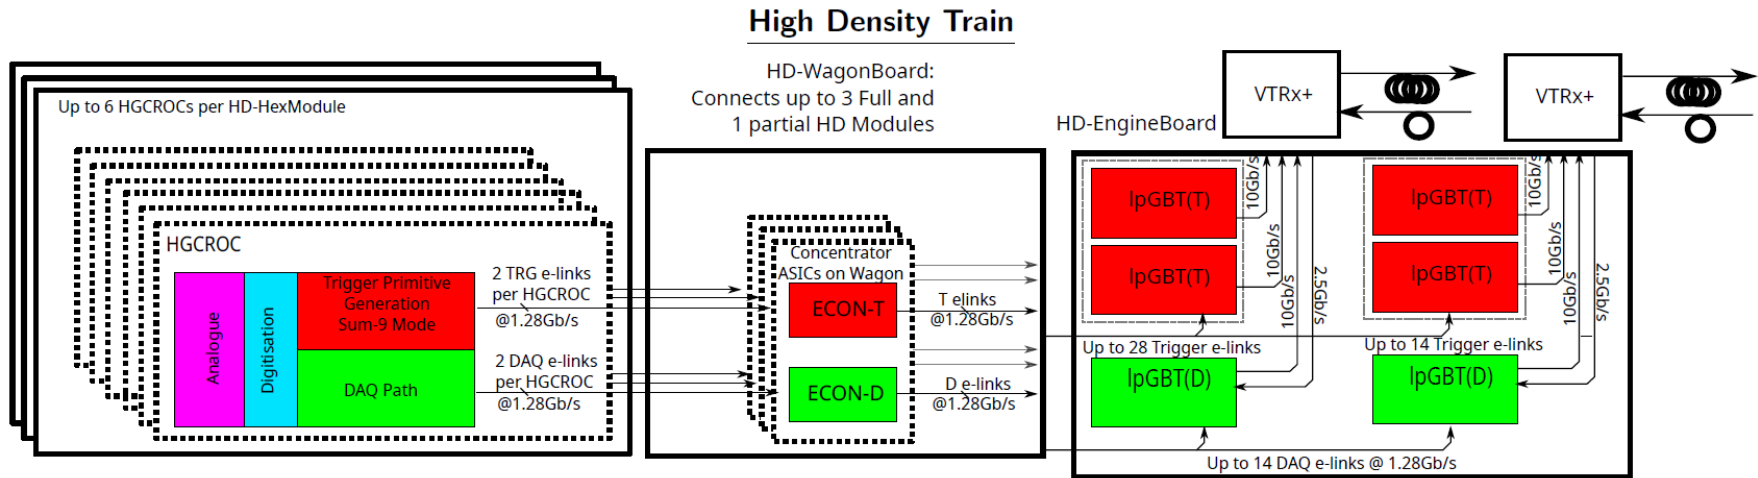 High Density Train
HD-WagonBoard:
Connects up to 3 Full and
1 partial HD Modules
Up to 6 HGCROCs per HD-HexModule
HGCROC
Analogue
Digitisation
Trigger Primitive
Generation
Sum-9 Mode
DAQ Path
2 TRG e-links
per HGCROC
@1.28Gb/s
2 DAQ e-links
per HGCROC
@1.28Gb/s
Concentrator
ASICs on Wagon
ECON-T
ECON-D
T elinks
@1.28Gb/s
D e-links
@1.28Gb/s
HD-EngineBoard
VTRx+
VTRx+
lpGBT(T)
lpGBT(T)
10Gb/s
10Gb/s
10Gb/s
2.5Gb/s
Up to 28 Trigger e-links
lpGBT(D)
lpGBT(T)
lpGBT(T)
10Gb/s
10Gb/s
10Gb/s
2.5Gb/s
Up to 14 Trigger e-links
lpGBT(D)
Up to 14 DAQ e-links @ 1.28Gb/s